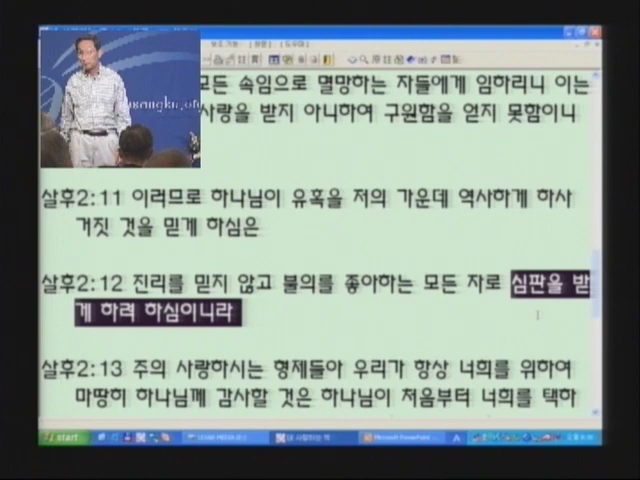 모든 속임으로 멸망하는 자들에게 임하리니 이는
사랑을 받지 아니하여 구원함을 얻지 못함이니
살후2:11 이러므로 하나님이 유혹을 저의 가운데 역사하게 하사
거짓 것을 믿게 하심은
살후2:12 진리를 믿지 않고 불의를 좋아하는 모든 자로 심판을 받
게 하려 하심이니라
살후2:13 주의 사랑하시는 형제들아 우리가 항상 너희를 위하여
마땅히 하나님께 감사할 것은 하나님이 처음부터 너희를 택하
start
Microsoft PowerPoint